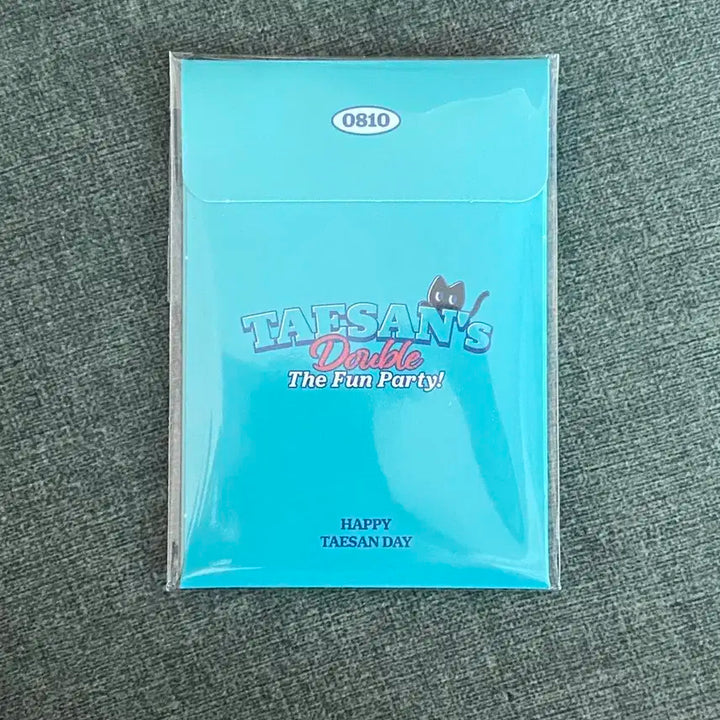 0810
TAESAN's
Double
The Fun Party!
HAPPY
TAESAN DAY